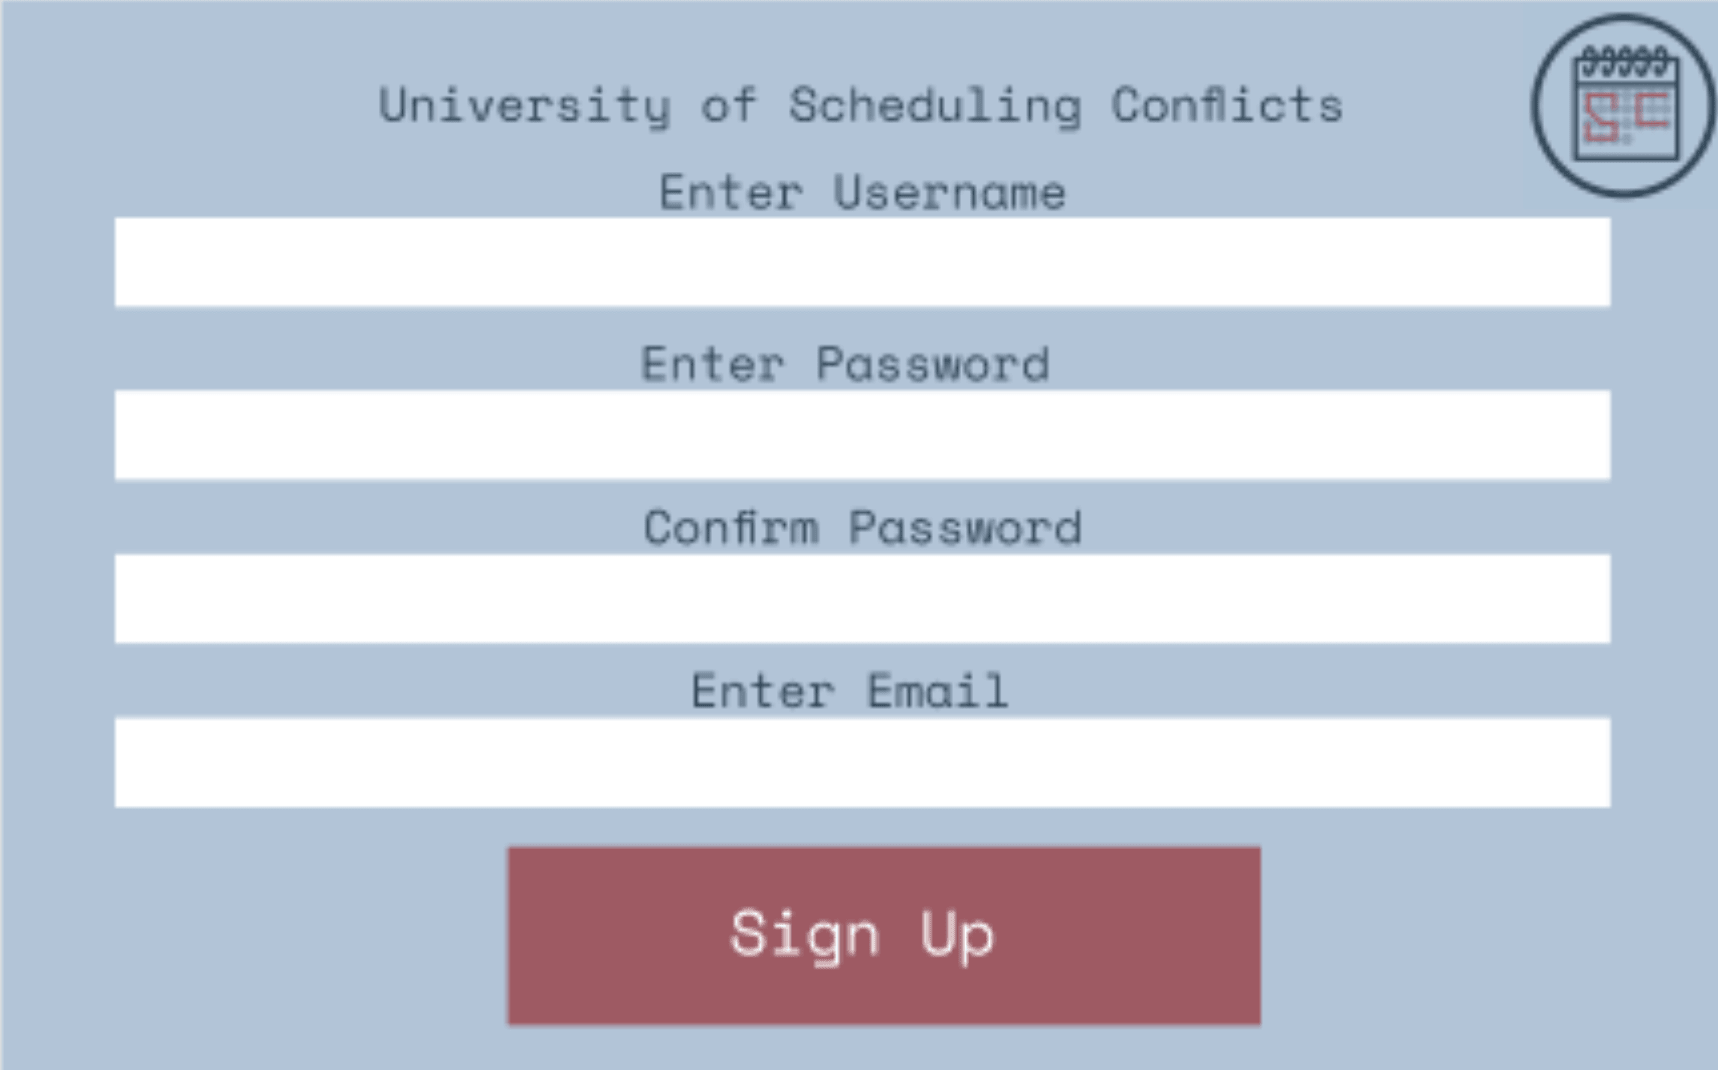 University of Scheduling Conflicts
SC
Enter Username
Enter Password
Confirm Password
Enter Email
Sign Up